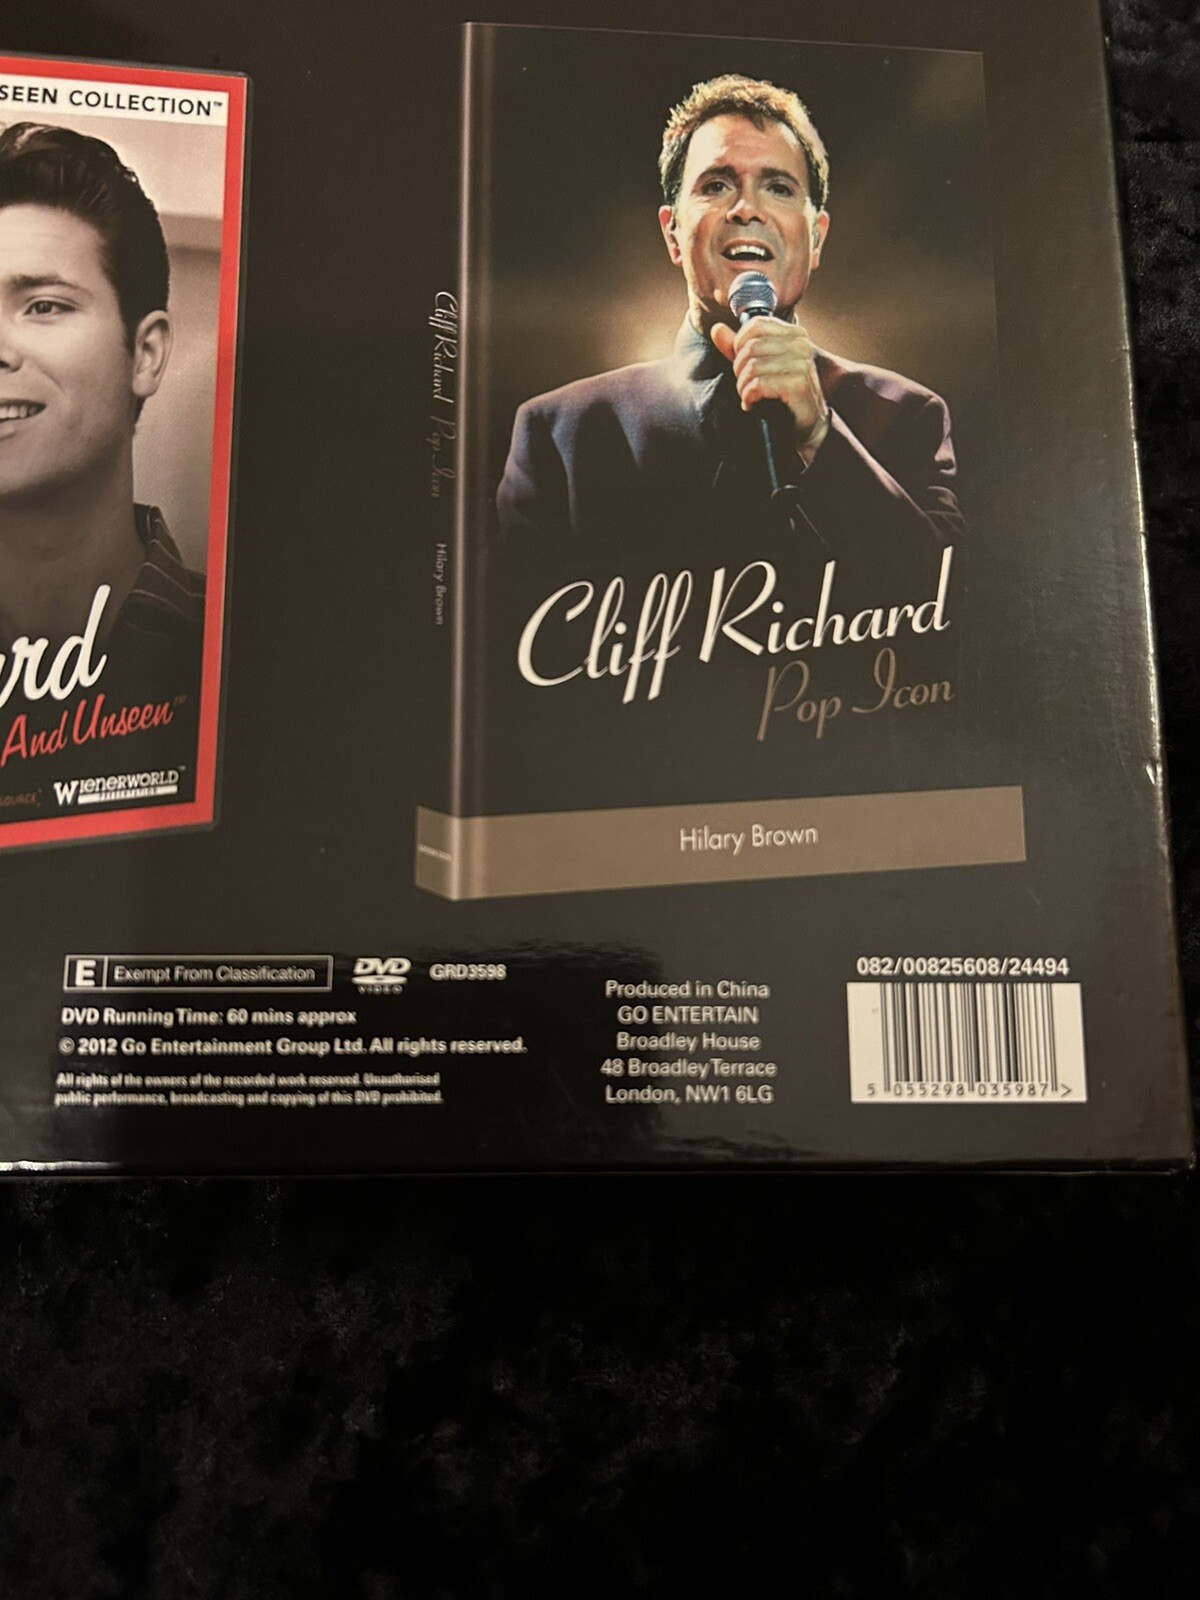 SEEN COLLECTION™
rd
And Unseen™
SOURCE
WIENERWORLD™
PRESENTATION
Cliff Richard Pop Icon Hilary Brown
Cliff Richard
Pop Icon
Hilary Brown
E Exempt From Classification
DVD
VIDEO
GRD3598
DVD Running Time: 60 mins approx
© 2012 Go Entertainment Group Ltd. All rights reserved.
All rights of the owners of the recorded work reserved. Unauthorised
public performance, broadcasting and copying of this DVD prohibited.
Produced in China
GO ENTERTAIN
Broadley House
48 Broadley Terrace
London, NW1 6LG
082/00825608/24494
5 055298 035987 >